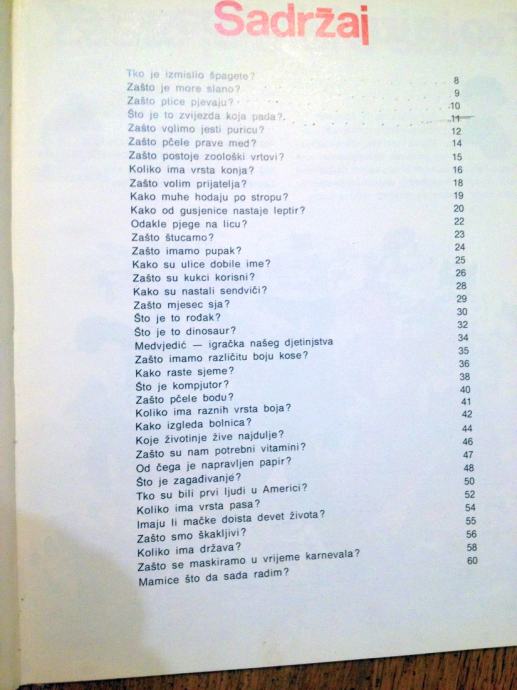 Sadržaj
Tko je izmislio špagete? 8
Zašto je more slano? 9
Zašto ptice pjevaju? 10
Što je to zvijezda koja pada? 11
Zašto volimo jesti puricu? 12
Zašto pčele prave med? 14
Zašto postoje zoološki vrtovi? 15
Koliko ima vrsta konja? 16
Zašto volim prijatelja? 18
Kako muhe hodaju po stropu? 19
Kako od gusjenice nastaje leptir? 20
Odakle pjege na licu? 22
Zašto štucamo? 23
Zašto imamo pupak? 24
Kako su ulice dobile ime? 25
Zašto su kukci korisni? 26
Kako su nastali sendviči? 28
Zašto mjesec sja? 29
Što je to rođak? 30
Što je to dinosaur? 32
Medvjedić — igračka našeg djetinjstva 34
Zašto imamo različitu boju kose? 35
Kako raste sjeme? 36
Što je kompjutor? 38
Zašto pčele bodu? 40
Koliko ima raznih vrsta boja? 41
Kako izgleda bolnica? 42
Koje životinje žive najdulje? 44
Zašto su nam potrebni vitamini? 46
Od čega je napravljen papir? 47
Što je zagađivanje? 48
Tko su bili prvi ljudi u Americi? 50
Koliko ima vrsta pasa? 52
Imaju li mačke doista devet života? 54
Zašto smo škakljivi? 55
Koliko ima država? 56
Zašto se maskiramo u vrijeme karnevala? 58
Mamice što da sada radim? 60